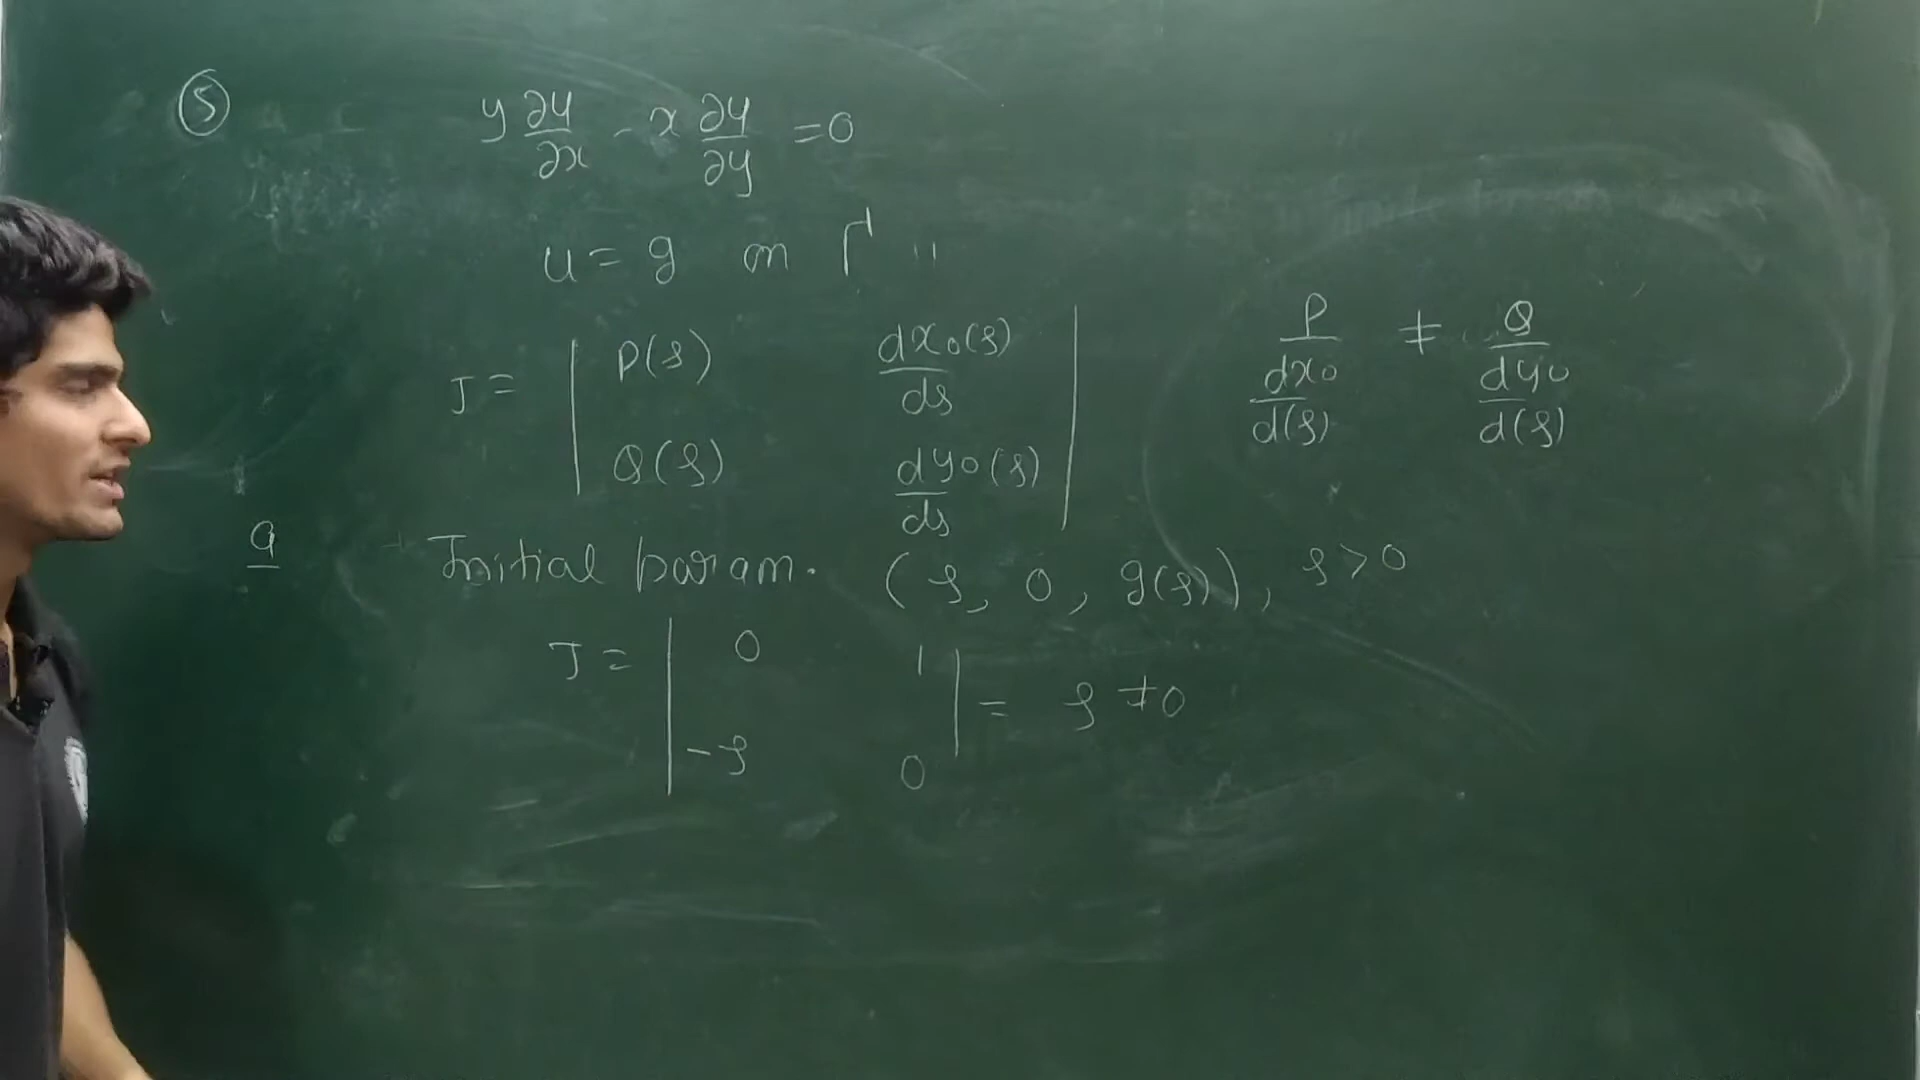 ⑤ y ∂u/∂x - x ∂u/∂y = 0
u = g on Γ "
J = | P(s) dx₀(s)/ds |
| Q(s) dy₀(s)/ds |
P / (dx₀/d(s)) ≠ Q / (dy₀/d(s))
a Initial param. (s, 0, g(s)), s > 0
J = | 0 1 | = s ≠ 0
| -s 0 |